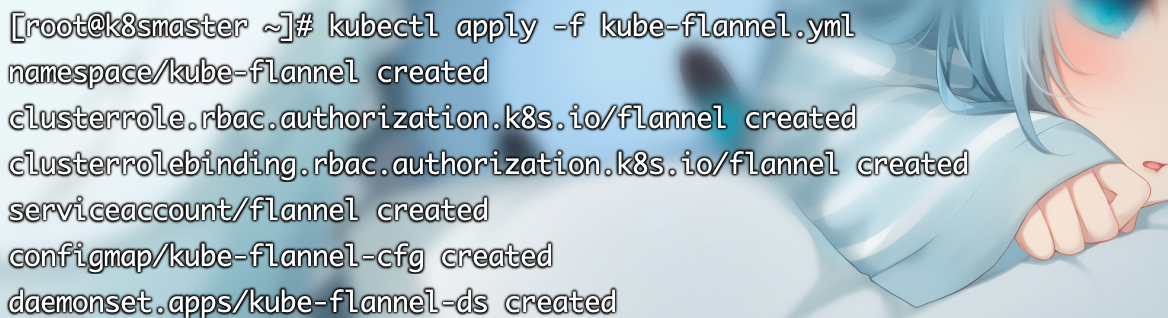 [root@k8smaster ~]# kubectl apply -f kube-flannel.yml
namespace/kube-flannel created
clusterrole.rbac.authorization.k8s.io/flannel created
clusterrolebinding.rbac.authorization.k8s.io/flannel created
serviceaccount/flannel created
configmap/kube-flannel-cfg created
daemonset.apps/kube-flannel-ds created